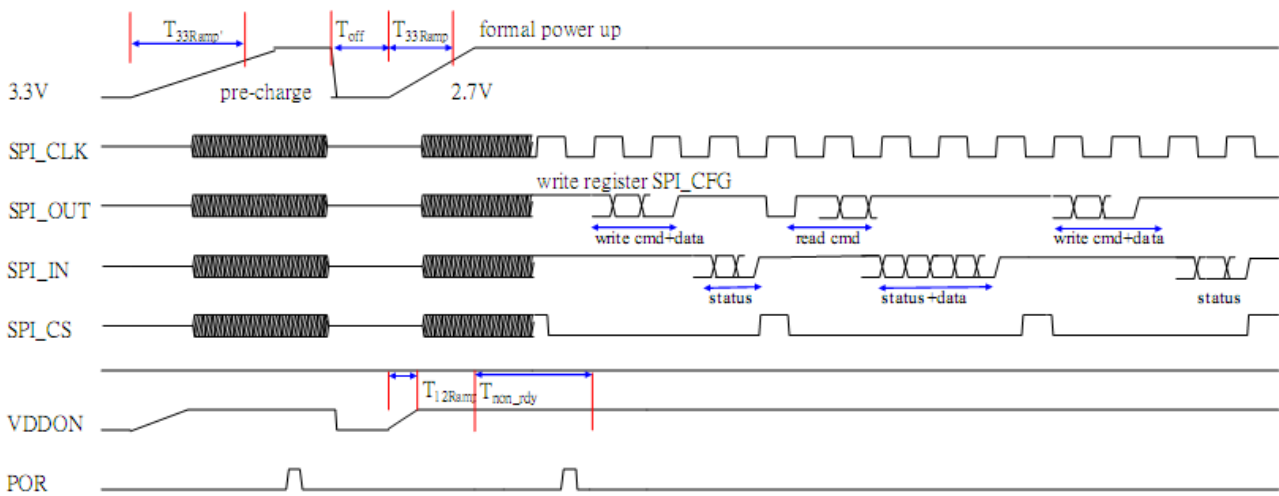 T33Ramp' Toff T33Ramp formal power up
3.3V pre-charge 2.7V
SPI_CLK
write register SPI_CFG
SPI_OUT
write cmd+data read cmd write cmd+data
SPI_IN
status status+data status
SPI_CS
T12Ramp Tnon_rdy
VDDON
POR